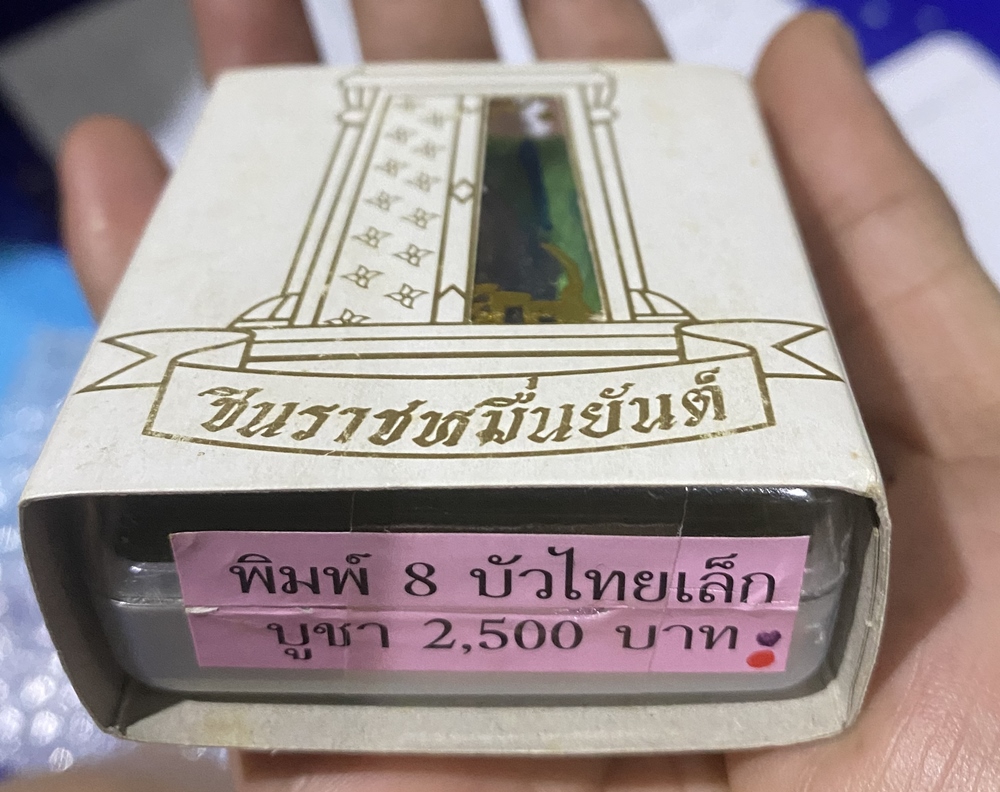 ชินราชหมื่นยันต์
พิมพ์ 8 บัวไทยเล็ก
บูชา 2,500 บาท